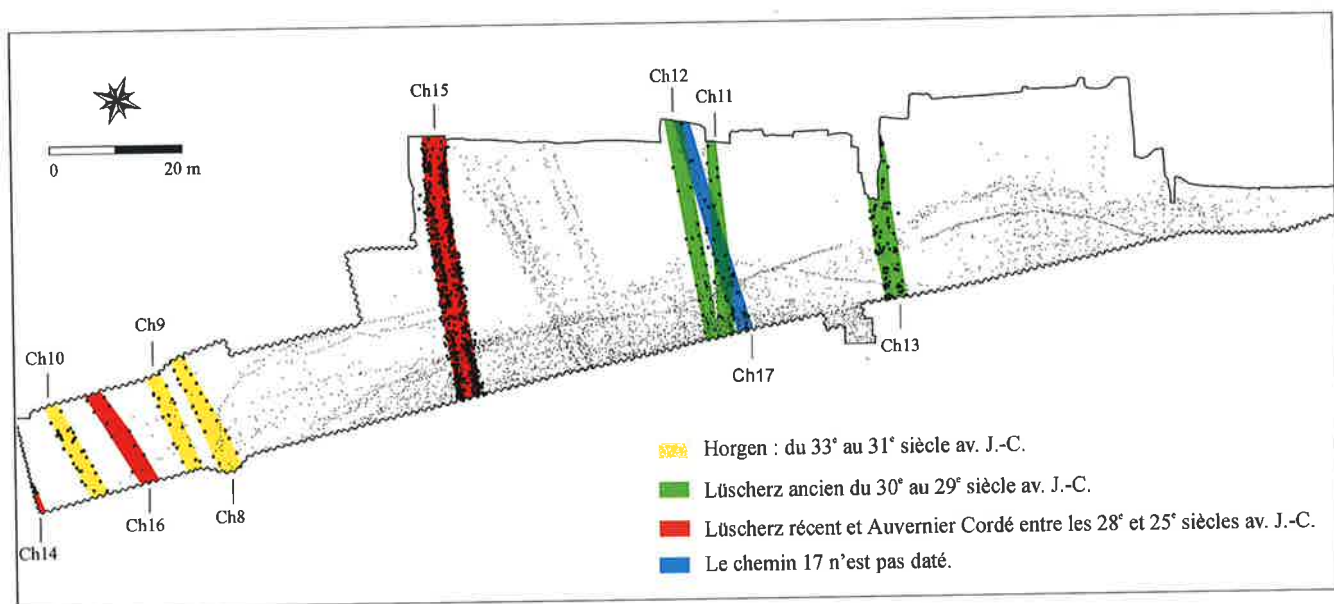 Ch12
Ch11
Ch15
0 20 m
Ch9
Ch10
Ch13
Ch17
Ch16
Ch8
Ch14
Horgen : du 33e au 31e siècle av. J.-C.
Lüscherz ancien du 30e au 29e siècle av. J.-C.
Lüscherz récent et Auvernier Cordé entre les 28e et 25e siècles av. J.-C.
Le chemin 17 n'est pas daté.